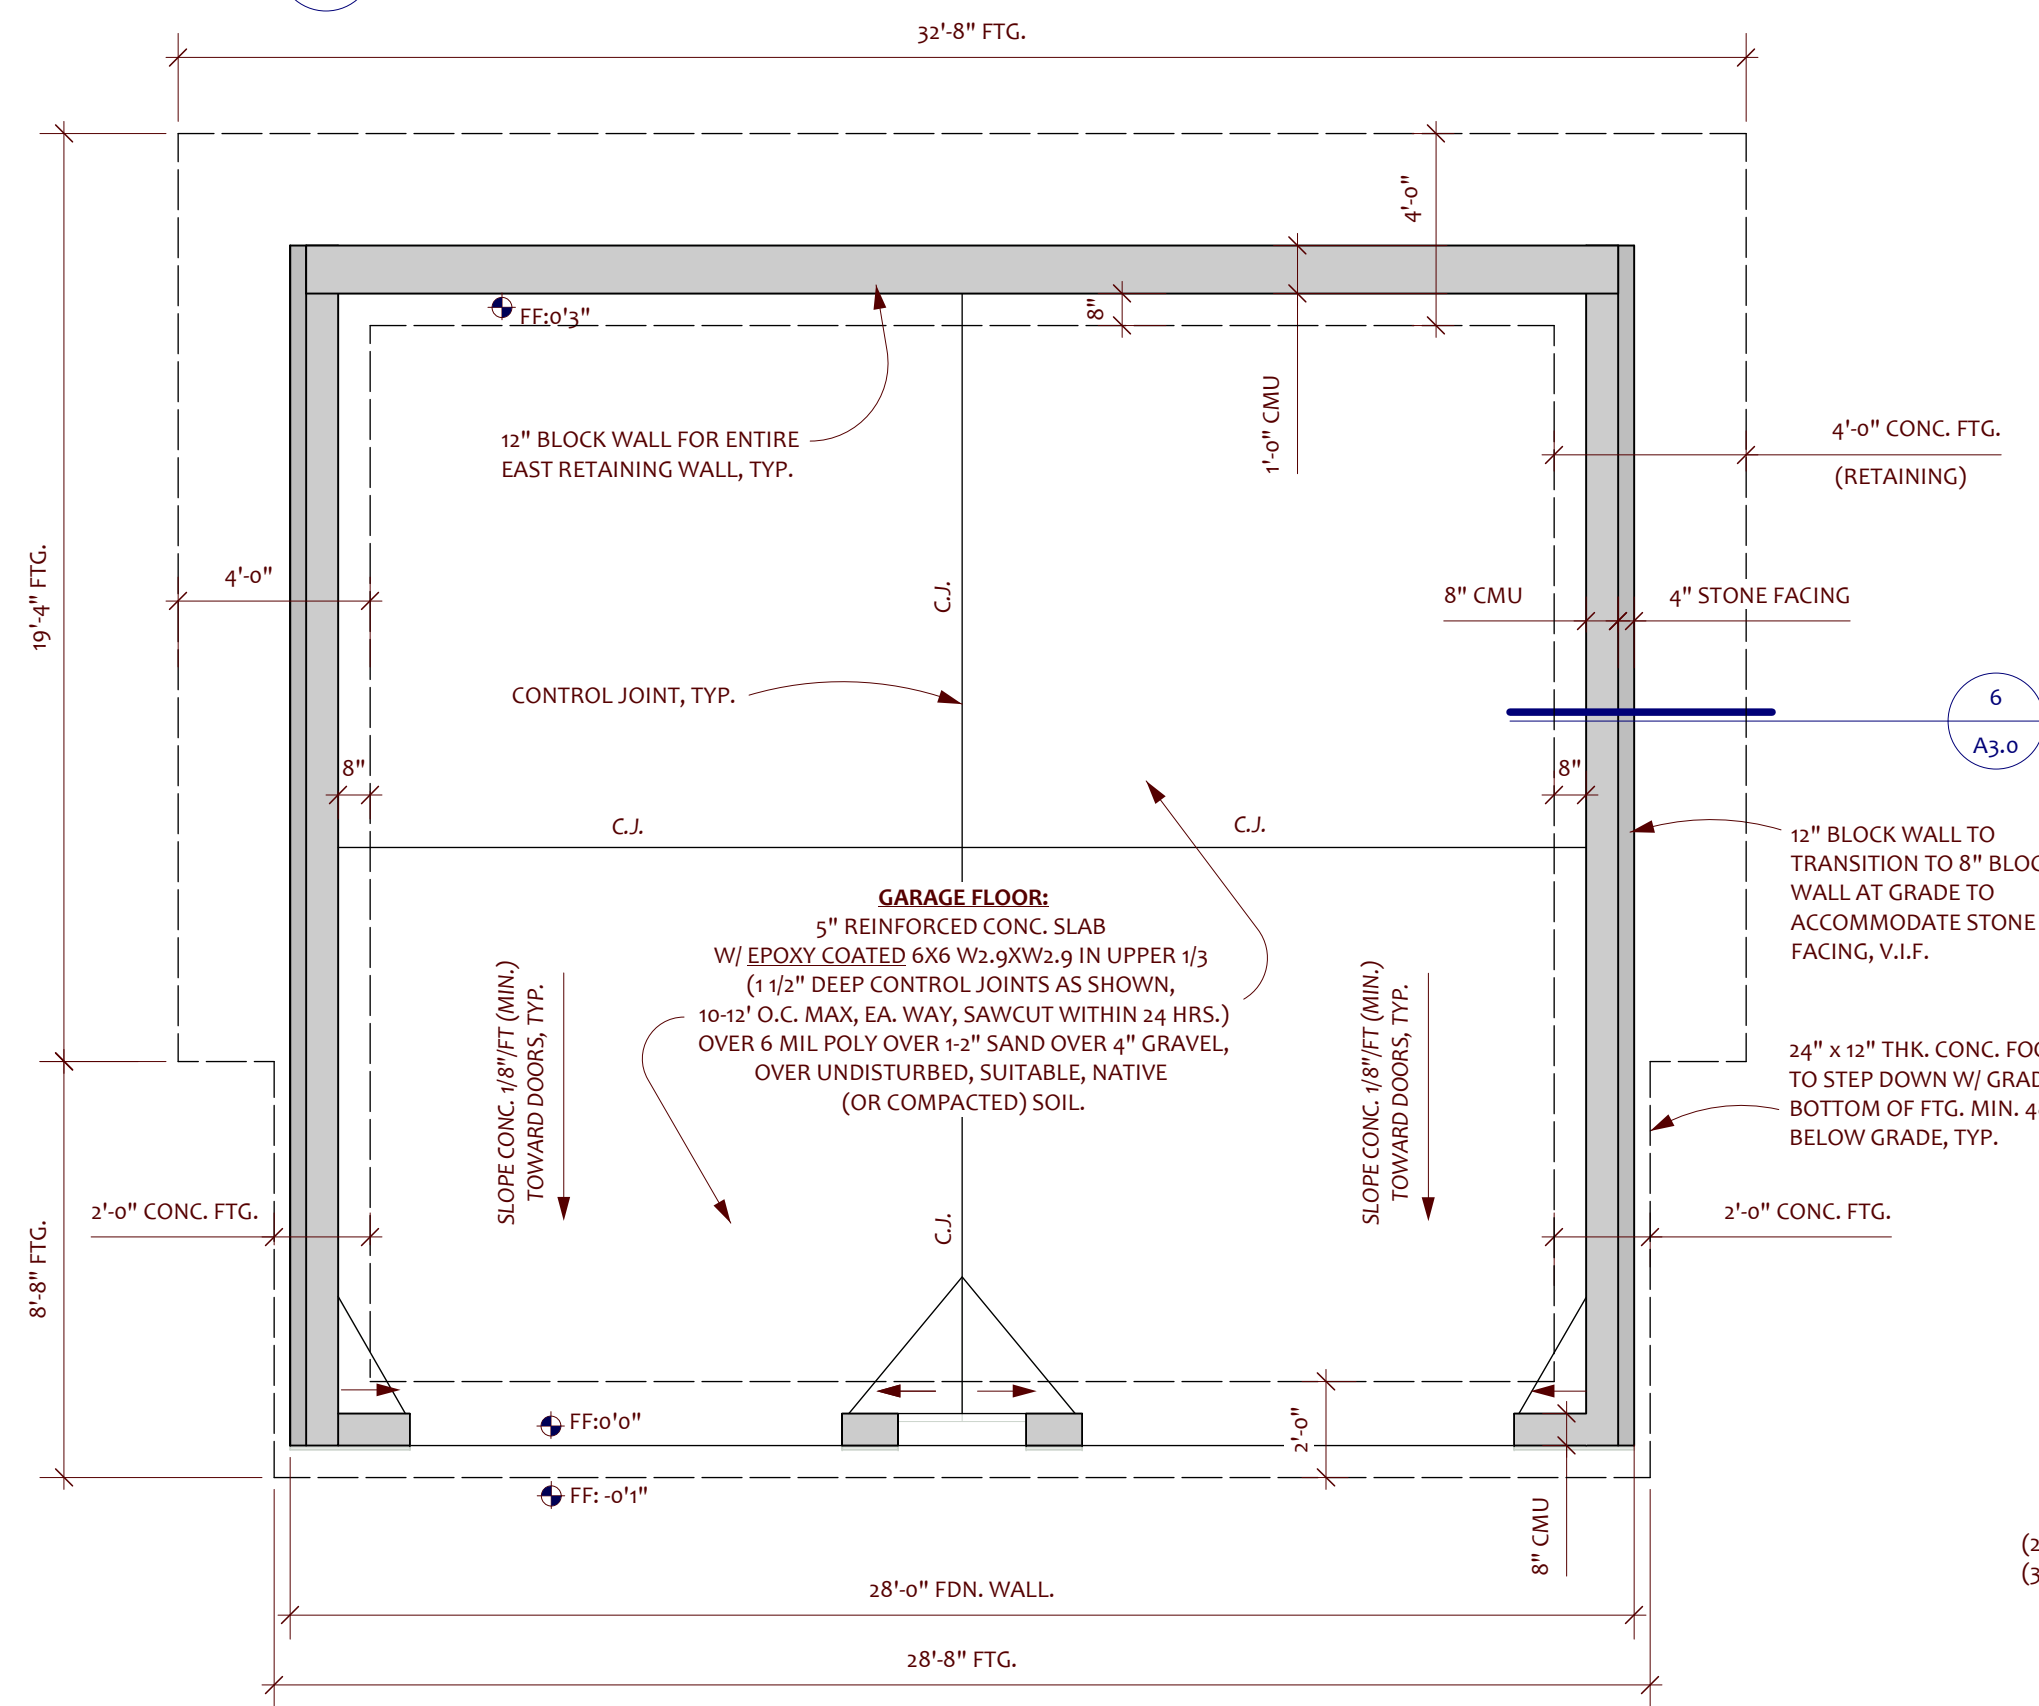 32'-8" FTG.
4'-0"
FF:0'3"
8"
12" BLOCK WALL FOR ENTIRE
EAST RETAINING WALL, TYP.
1'-0" CMU
4'-0" CONC. FTG.
(RETAINING)
19'-4" FTG.
4'-0"
C.J.
8" CMU
4" STONE FACING
CONTROL JOINT, TYP.
6
A3.0
8"
8"
C.J.
C.J.
12" BLOCK WALL TO
TRANSITION TO 8" BLOC
WALL AT GRADE TO
ACCOMMODATE STONE
FACING, V.I.F.
GARAGE FLOOR:
5" REINFORCED CONC. SLAB
W/ EPOXY COATED 6X6 W2.9XW2.9 IN UPPER 1/3
(1 1/2" DEEP CONTROL JOINTS AS SHOWN,
10-12' O.C. MAX, EA. WAY, SAWCUT WITHIN 24 HRS.)
OVER 6 MIL POLY OVER 1-2" SAND OVER 4" GRAVEL,
OVER UNDISTURBED, SUITABLE, NATIVE
(OR COMPACTED) SOIL.
SLOPE CONC. 1/8"/FT (MIN.)
TOWARD DOORS, TYP.
SLOPE CONC. 1/8"/FT (MIN.)
TOWARD DOORS, TYP.
24" x 12" THK. CONC. FOO
TO STEP DOWN W/ GRAD
BOTTOM OF FTG. MIN. 4
BELOW GRADE, TYP.
2'-0" CONC. FTG.
C.J.
2'-0" CONC. FTG.
8'-8" FTG.
FF:0'0"
2'-0"
FF: -0'1"
8" CMU
(2
(3
28'-0" FDN. WALL.
28'-8" FTG.